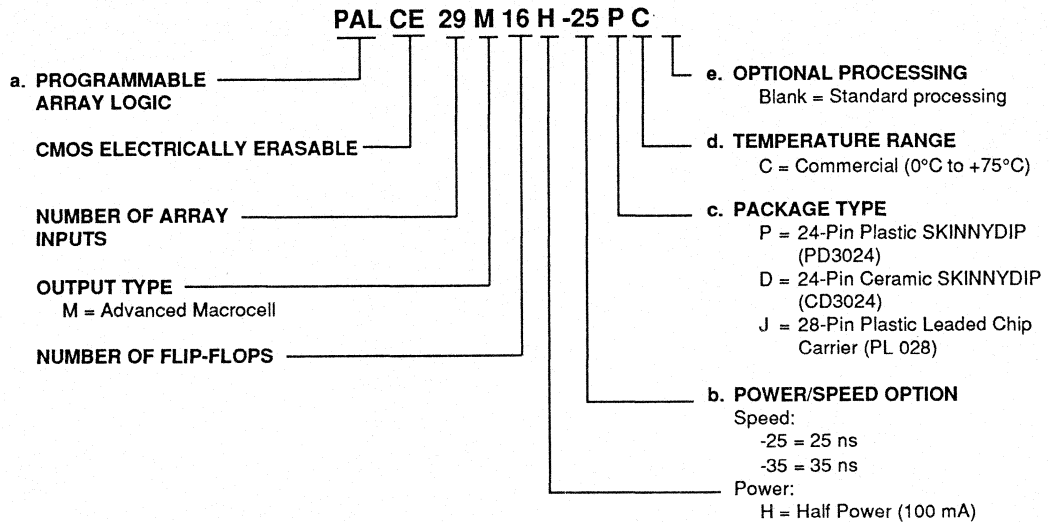 PAL CE 29 M 16 H -25 P C
a. PROGRAMMABLE
ARRAY LOGIC
CMOS ELECTRICALLY ERASABLE
NUMBER OF ARRAY
INPUTS
OUTPUT TYPE
M = Advanced Macrocell
NUMBER OF FLIP-FLOPS
e. OPTIONAL PROCESSING
Blank = Standard processing
d. TEMPERATURE RANGE
C = Commercial (0°C to +75°C)
c. PACKAGE TYPE
P = 24-Pin Plastic SKINNYDIP
(PD3024)
D = 24-Pin Ceramic SKINNYDIP
(CD3024)
J = 28-Pin Plastic Leaded Chip
Carrier (PL 028)
b. POWER/SPEED OPTION
Speed:
-25 = 25 ns
-35 = 35 ns
Power:
H = Half Power (100 mA)